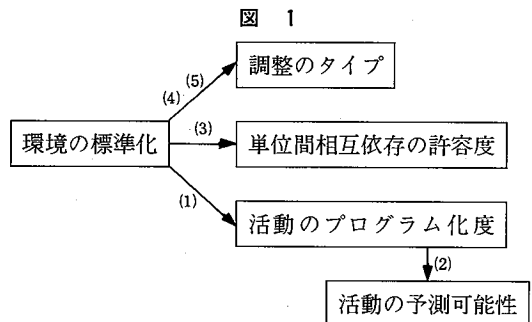 図 1
調整のタイプ
(4) (5)
環境の標準化
(3)
単位間相互依存の許容度
(1)
活動のプログラム化度
(2)
活動の予測可能性